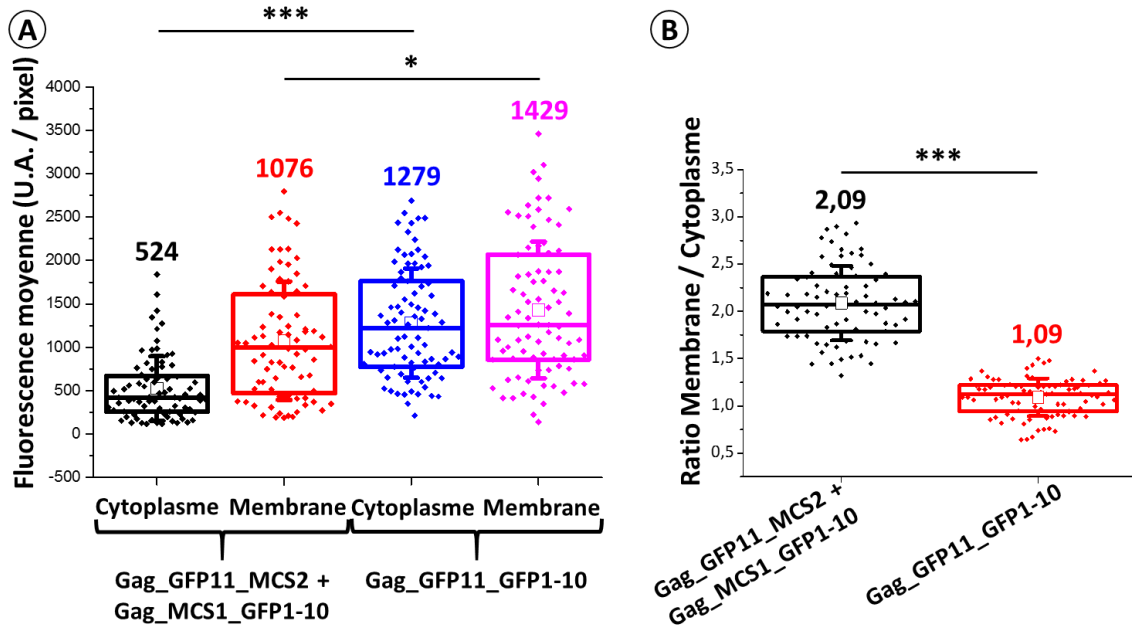 A
***
*
Fluorescence moyenne (U.A. / pixel)
4000
3500
3000
2500
2000
1500
1000
500
0
-500
524
1076
1279
1429
Cytoplasme Membrane Cytoplasme Membrane
Gag_GFP11_MCS2 +
Gag_MCS1_GFP1-10
Gag_GFP11_GFP1-10
B
***
Ratio Membrane / Cytoplasme
3,5
3,0
2,5
2,0
1,5
1,0
0,5
2,09
1,09
Gag_GFP11_MCS2 +
Gag_MCS1_GFP1-10
Gag_GFP11_GFP1-10